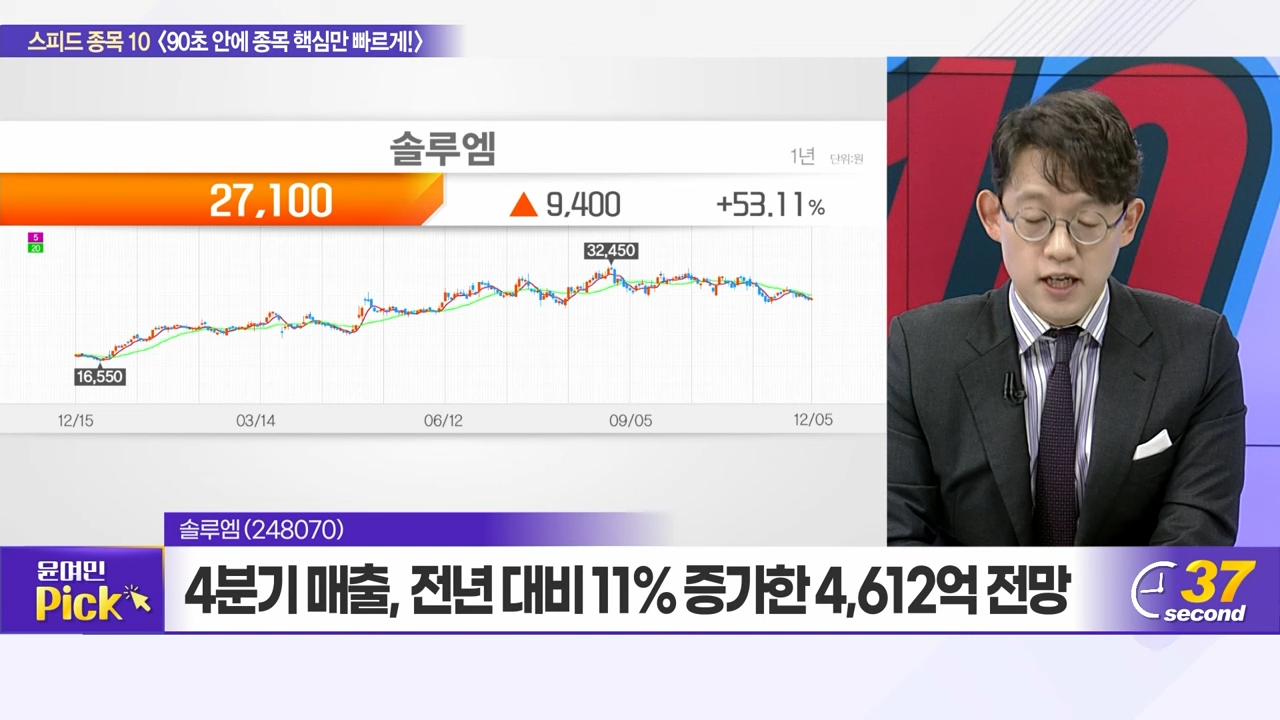 스피드 종목 10 <90초 안에 종목 핵심만 빠르게!>
솔루엠
1년 단위:원
27,100 ▲ 9,400 +53.11%
5
20
32,450
16,550
12/15 03/14 06/12 09/05 12/05
솔루엠(248070)
윤여민
Pick
4분기 매출, 전년 대비 11% 증가한 4,612억 전망
37
second